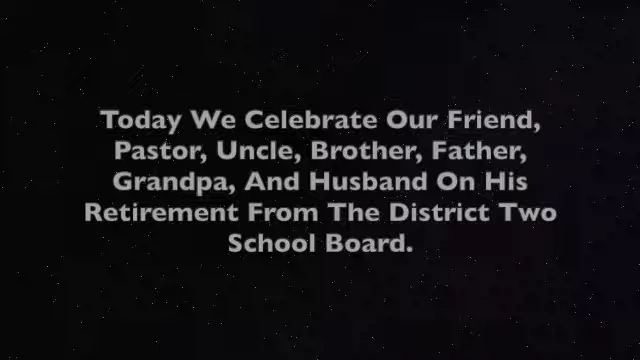 Today We Celebrate Our Friend,
Pastor, Uncle, Brother, Father,
Grandpa, And Husband On His
Retirement From The District Two
School Board.